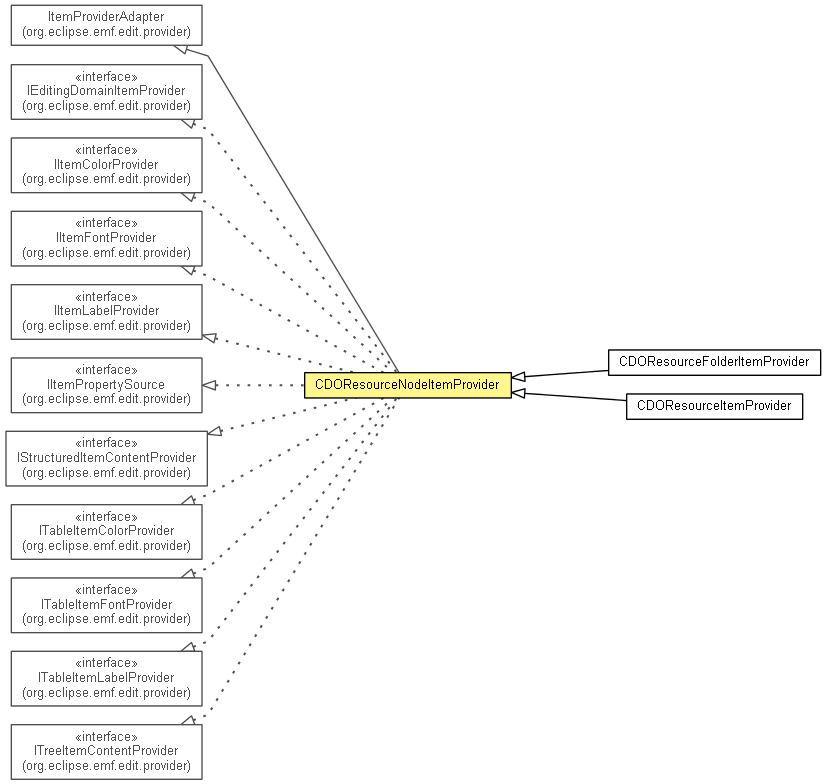 ItemProviderAdapter
(org.eclipse.emf.edit.provider)
«interface»
IEditingDomainItemProvider
(org.eclipse.emf.edit.provider)
«interface»
IItemColorProvider
(org.eclipse.emf.edit.provider)
«interface»
IItemFontProvider
(org.eclipse.emf.edit.provider)
«interface»
IItemLabelProvider
(org.eclipse.emf.edit.provider)
«interface»
IItemPropertySource
(org.eclipse.emf.edit.provider)
«interface»
IStructuredItemContentProvider
(org.eclipse.emf.edit.provider)
«interface»
ITableItemColorProvider
(org.eclipse.emf.edit.provider)
«interface»
ITableItemFontProvider
(org.eclipse.emf.edit.provider)
«interface»
ITableItemLabelProvider
(org.eclipse.emf.edit.provider)
«interface»
ITreeItemContentProvider
(org.eclipse.emf.edit.provider)
CDOResourceNodeItemProvider
CDOResourceFolderItemProvider
CDOResourceItemProvider